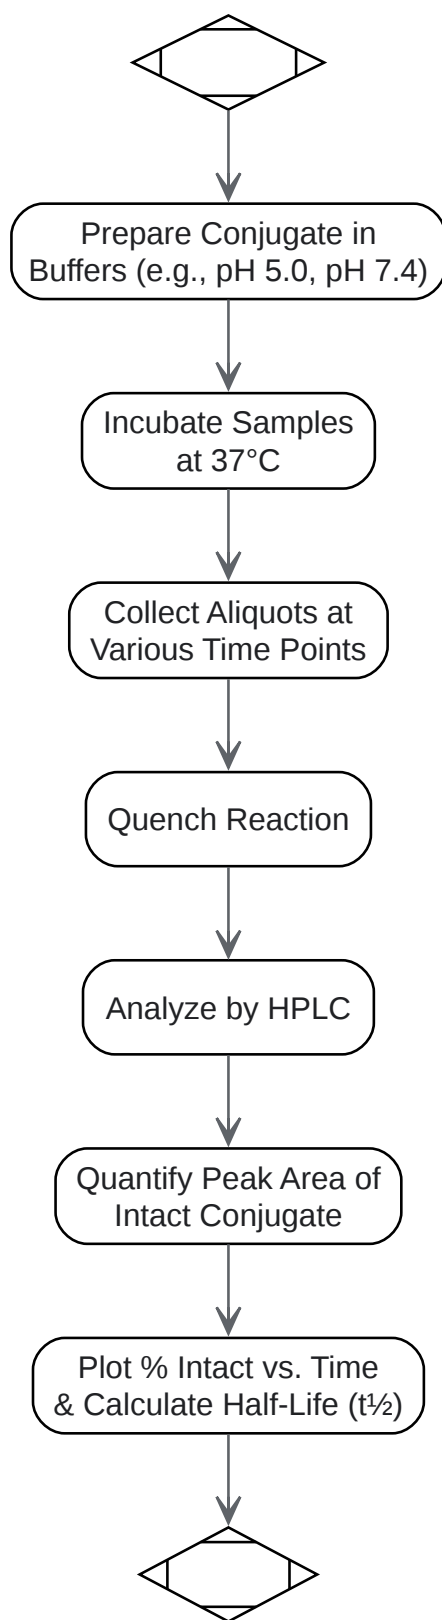 Prepare Conjugate in
Buffers (e.g., pH 5.0, pH 7.4)
Incubate Samples
at 37°C
Collect Aliquots at
Various Time Points
Quench Reaction
Analyze by HPLC
Quantify Peak Area of
Intact Conjugate
Plot % Intact vs. Time
& Calculate Half-Life (t½)